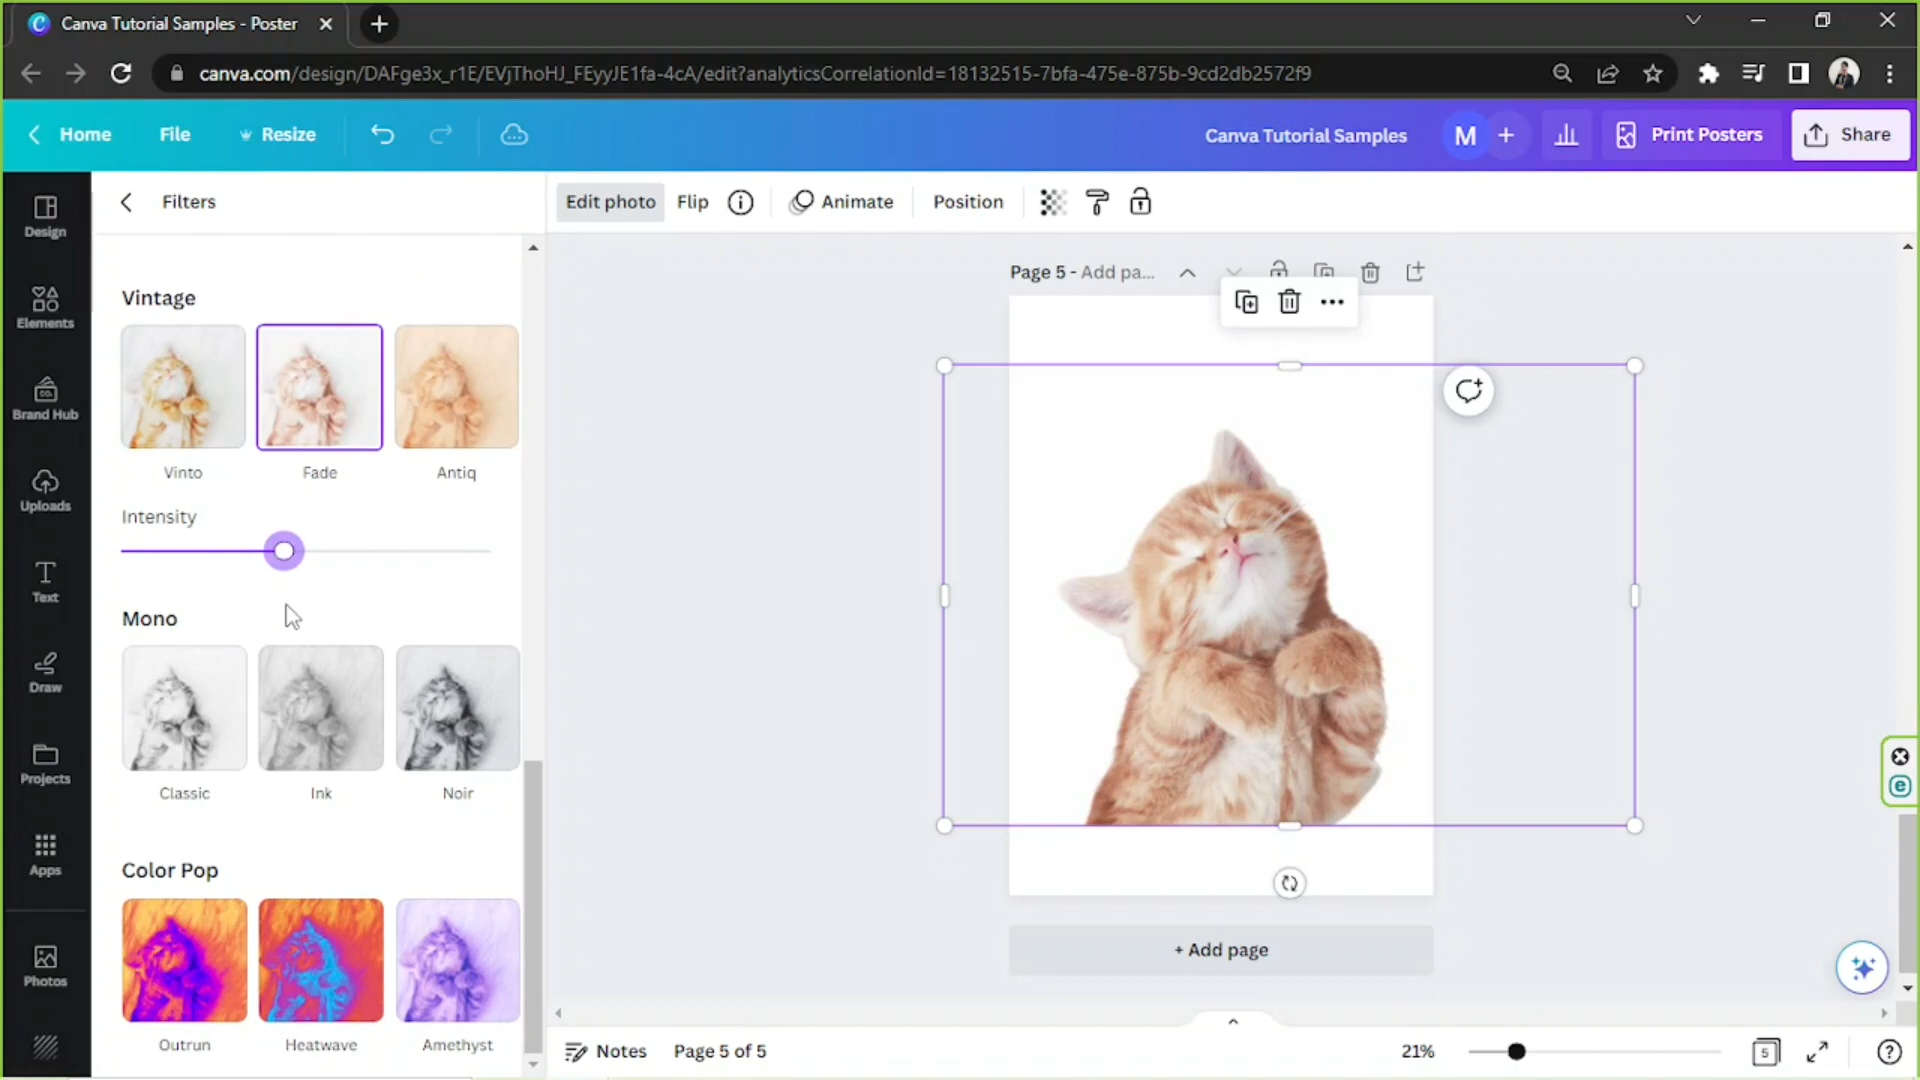 Canva Tutorial Samples - Poster
canva.com/design/DAFge3x_r1E/EVjThoHJ_FEyyJE1fa-4cA/edit?analyticsCorrelationId=18132515-7bfa-475e-875b-9cd2db2572f9
Home
File
Resize
Canva Tutorial Samples
M
Print Posters
Share
Design
Elements
Brand Hub
Uploads
Text
Draw
Projects
Apps
Photos
Filters
Edit photo
Flip
Animate
Position
Vintage
Vinto
Fade
Antiq
Intensity
Mono
Classic
Ink
Noir
Color Pop
Outrun
Heatwave
Amethyst
Page 5 - Add pa...
+ Add page
Notes
Page 5 of 5
21%
5